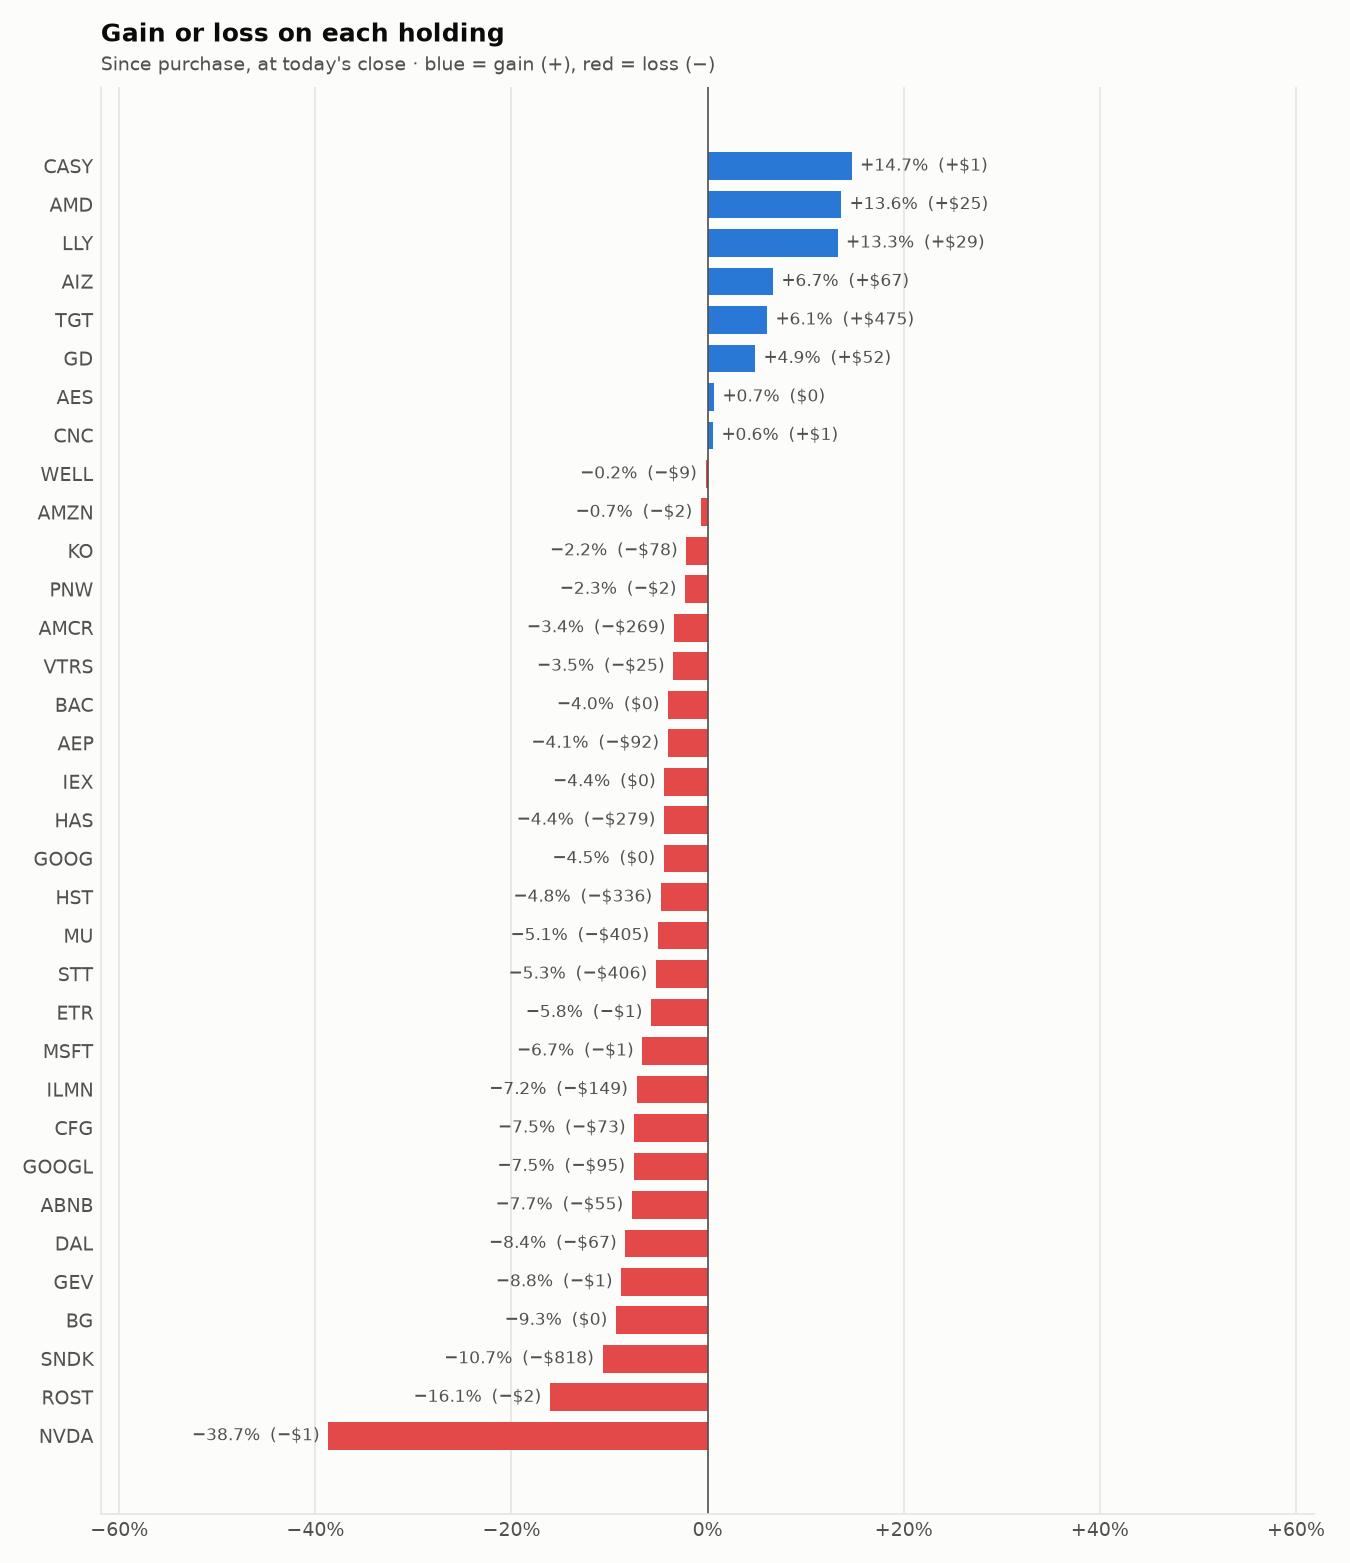 Gain or loss on each holding
Since purchase, at today's close · blue = gain (+), red = loss (−)
CASY +14.7% (+$1)
AMD +13.6% (+$25)
LLY +13.3% (+$29)
AIZ +6.7% (+$67)
TGT +6.1% (+$475)
GD +4.9% (+$52)
AES +0.7% ($0)
CNC +0.6% (+$1)
WELL −0.2% (−$9)
AMZN −0.7% (−$2)
KO −2.2% (−$78)
PNW −2.3% (−$2)
AMCR −3.4% (−$269)
VTRS −3.5% (−$25)
BAC −4.0% ($0)
AEP −4.1% (−$92)
IEX −4.4% ($0)
HAS −4.4% (−$279)
GOOG −4.5% ($0)
HST −4.8% (−$336)
MU −5.1% (−$405)
STT −5.3% (−$406)
ETR −5.8% (−$1)
MSFT −6.7% (−$1)
ILMN −7.2% (−$149)
CFG −7.5% (−$73)
GOOGL −7.5% (−$95)
ABNB −7.7% (−$55)
DAL −8.4% (−$67)
GEV −8.8% (−$1)
BG −9.3% ($0)
SNDK −10.7% (−$818)
ROST −16.1% (−$2)
NVDA −38.7% (−$1)
−60% −40% −20% 0% +20% +40% +60%